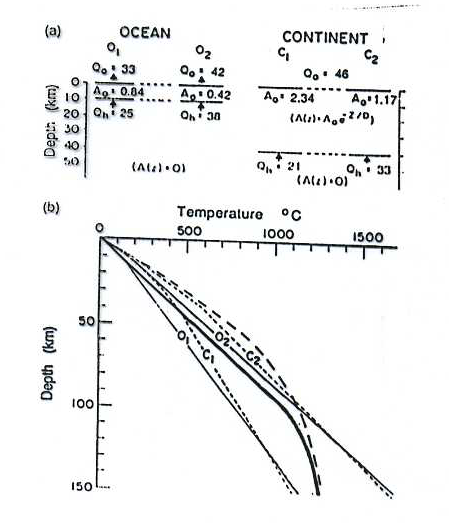 (a) OCEAN CONTINENT
O₁ O₂ C₁ C₂
Qo = 33 Qo = 42 Qo = 46
0
Ao = 0.84 Ao = 0.42 Ao = 2.34 Ao = 1.17
10
Qh = 25 Qh = 38 (A(z) = Ao e^-z/D)
20
30
40
50
Depth (km)
(A(z) = 0) Qh = 21 Qh = 33
(A(z) = 0)
(b) Temperature °C
0 500 1000 1500
50
O₁ C₁ O₂ C₂
100
150
Depth (km)